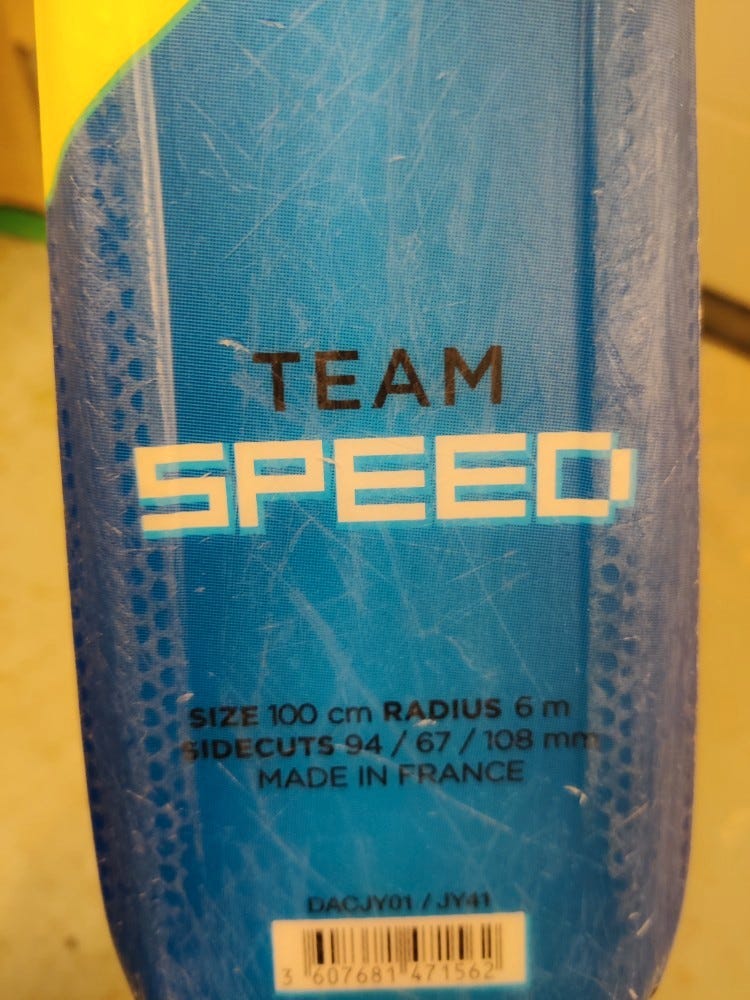 TEAM
SPEED
SIZE 100 cm RADIUS 6 m
SIDECUTS 94 / 67 / 108 mm
MADE IN FRANCE
DACJY01 / JY41
3 607681 471562